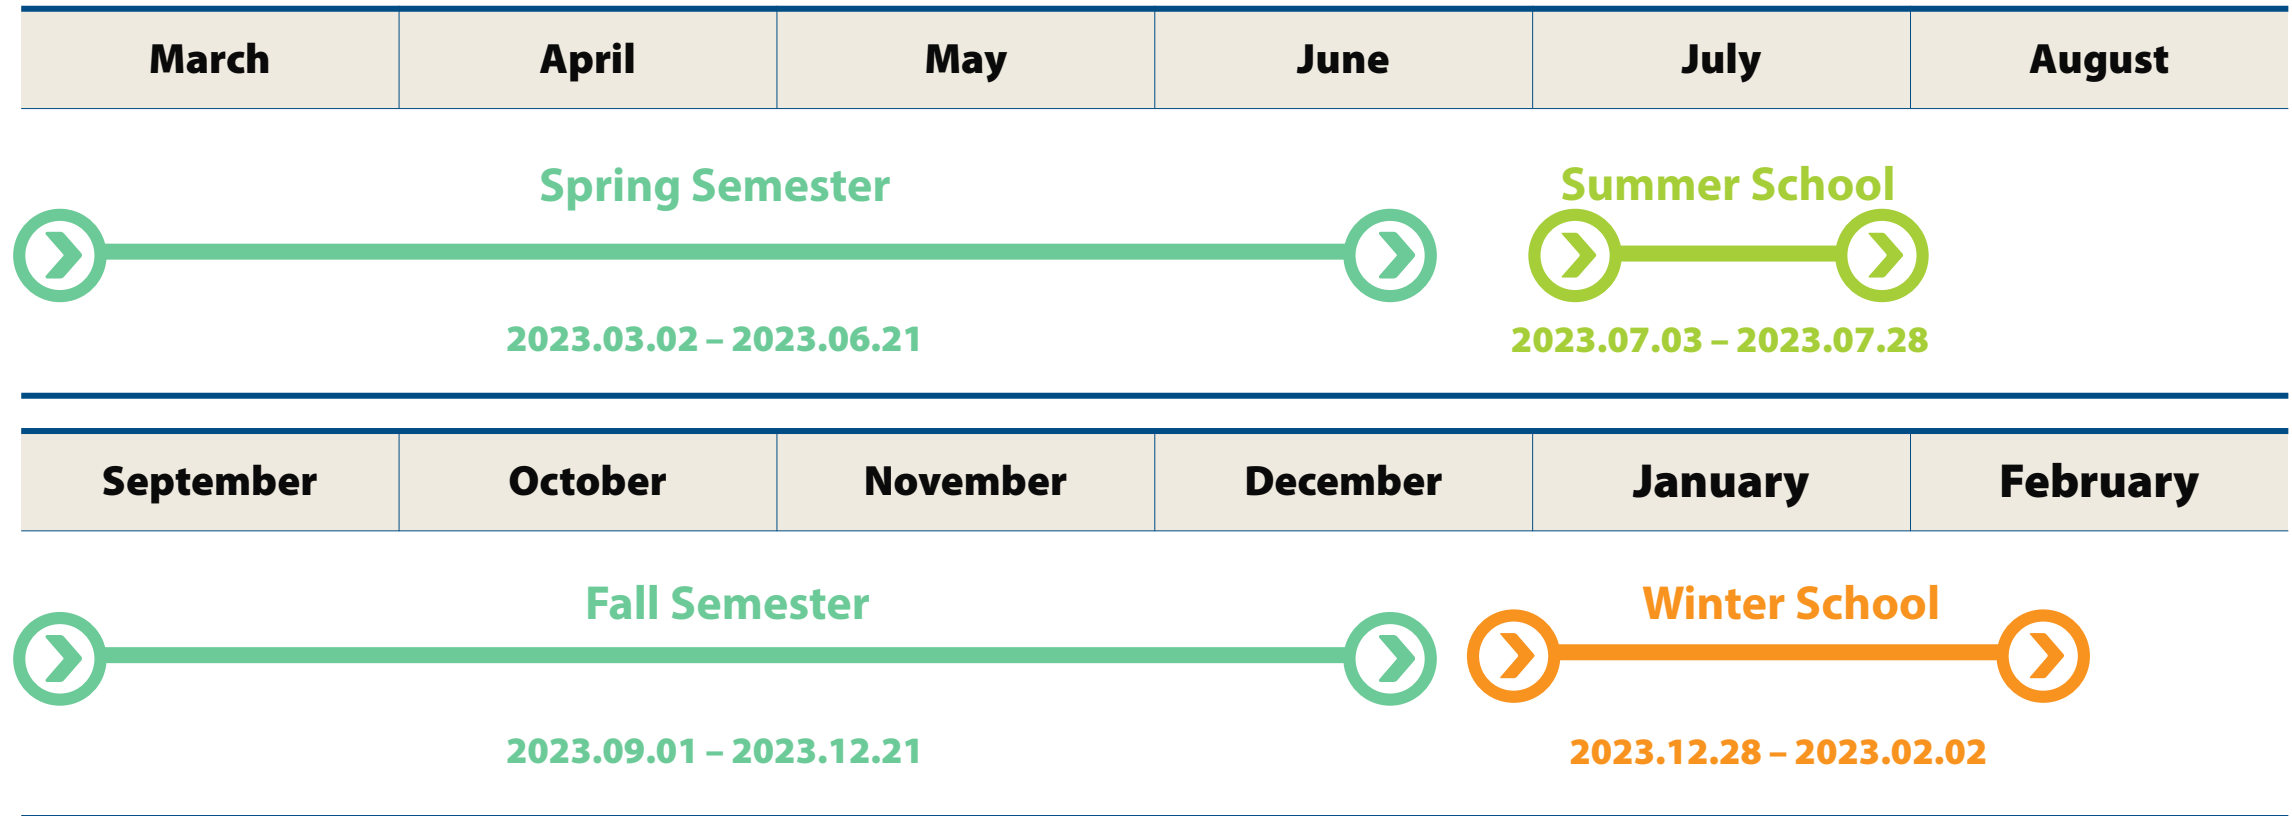 March April May June July August
Spring Semester Summer School
2023.03.02 – 2023.06.21 2023.07.03 – 2023.07.28
September October November December January February
Fall Semester Winter School
2023.09.01 – 2023.12.21 2023.12.28 – 2023.02.02